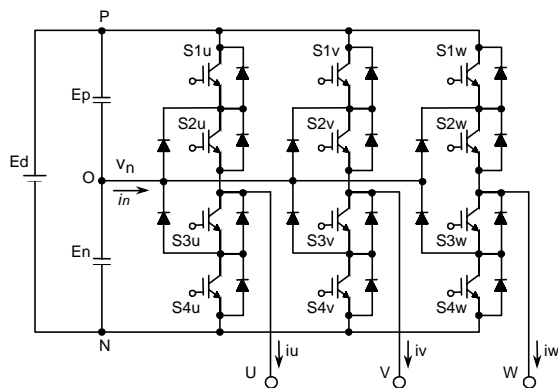 P
S1u
S1v
S1w
Ep
S2u
S2v
S2w
Ed
O
vn
in
S3u
S3v
S3w
En
S4u
S4v
S4w
N
iu
iv
iw
U
V
W